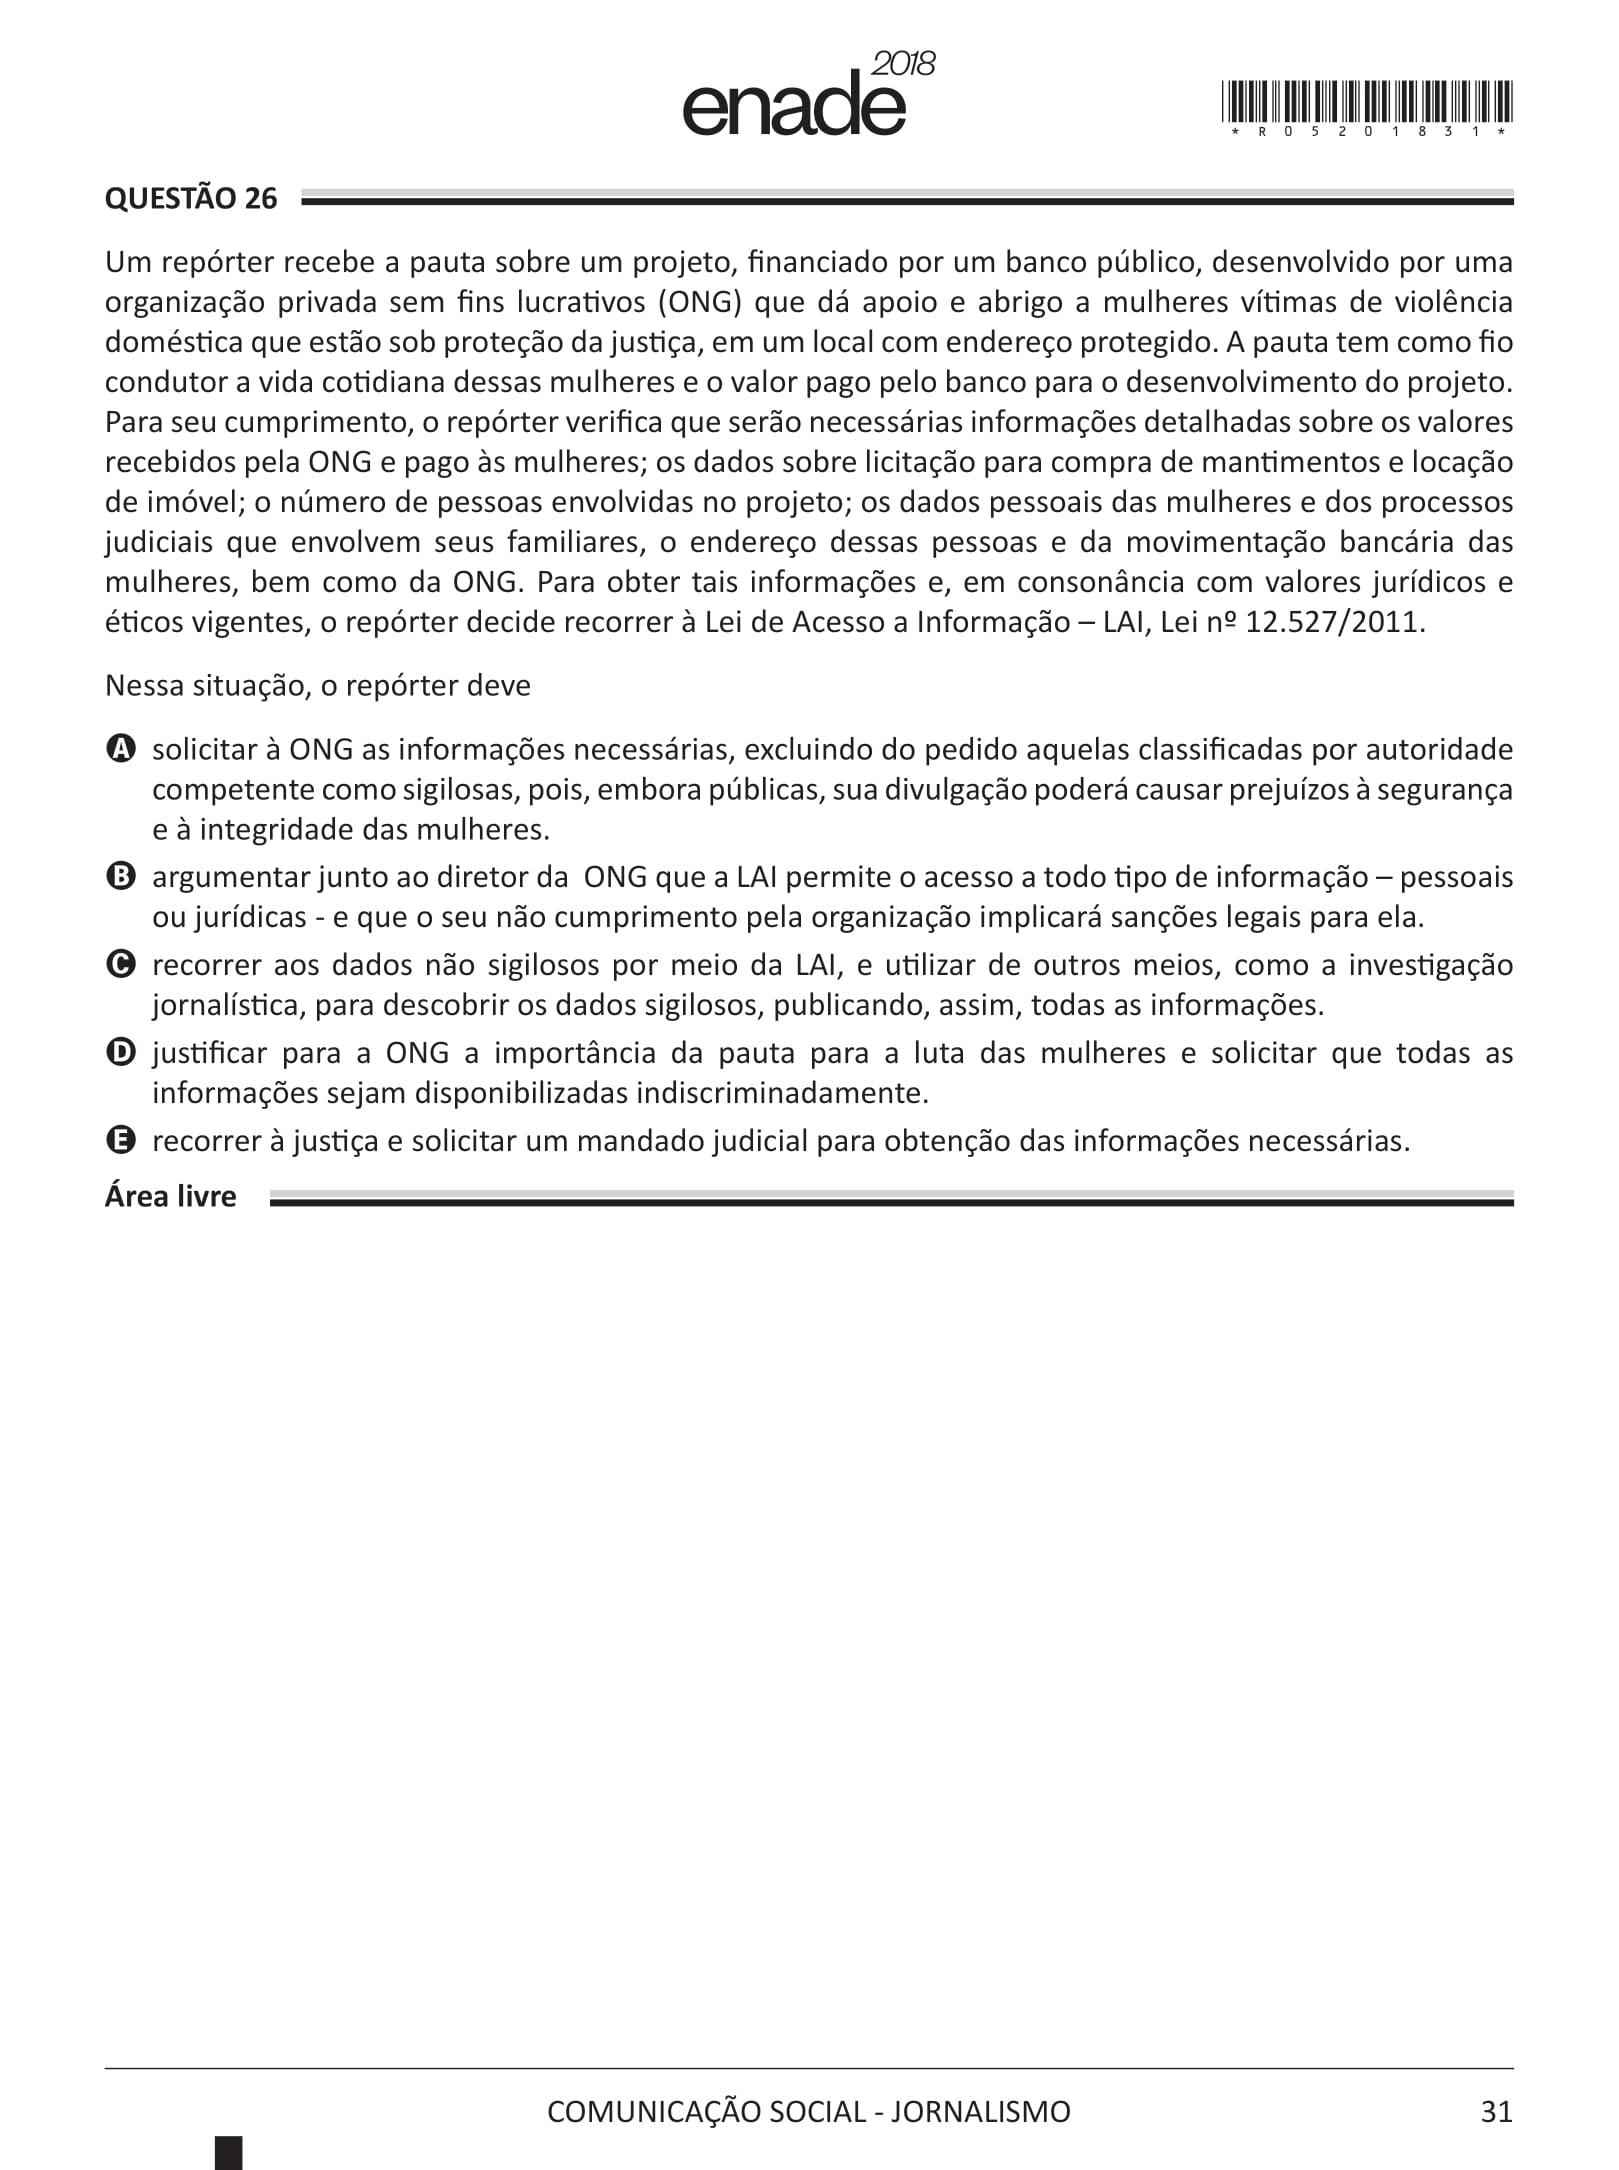 enade 2018
* R 0 5 2 0 1 8 3 1 *
QUESTÃO 26
Um repórter recebe a pauta sobre um projeto, financiado por um banco público, desenvolvido por uma
organização privada sem fins lucrativos (ONG) que dá apoio e abrigo a mulheres vítimas de violência
doméstica que estão sob proteção da justiça, em um local com endereço protegido. A pauta tem como fio
condutor a vida cotidiana dessas mulheres e o valor pago pelo banco para o desenvolvimento do projeto.
Para seu cumprimento, o repórter verifica que serão necessárias informações detalhadas sobre os valores
recebidos pela ONG e pago às mulheres; os dados sobre licitação para compra de mantimentos e locação
de imóvel; o número de pessoas envolvidas no projeto; os dados pessoais das mulheres e dos processos
judiciais que envolvem seus familiares, o endereço dessas pessoas e da movimentação bancária das
mulheres, bem como da ONG. Para obter tais informações e, em consonância com valores jurídicos e
éticos vigentes, o repórter decide recorrer à Lei de Acesso a Informação – LAI, Lei nº 12.527/2011.
Nessa situação, o repórter deve
A solicitar à ONG as informações necessárias, excluindo do pedido aquelas classificadas por autoridade
competente como sigilosas, pois, embora públicas, sua divulgação poderá causar prejuízos à segurança
e à integridade das mulheres.
B argumentar junto ao diretor da ONG que a LAI permite o acesso a todo tipo de informação – pessoais
ou jurídicas - e que o seu não cumprimento pela organização implicará sanções legais para ela.
C recorrer aos dados não sigilosos por meio da LAI, e utilizar de outros meios, como a investigação
jornalística, para descobrir os dados sigilosos, publicando, assim, todas as informações.
D justificar para a ONG a importância da pauta para a luta das mulheres e solicitar que todas as
informações sejam disponibilizadas indiscriminadamente.
E recorrer à justiça e solicitar um mandado judicial para obtenção das informações necessárias.
Área livre
COMUNICAÇÃO SOCIAL - JORNALISMO 31